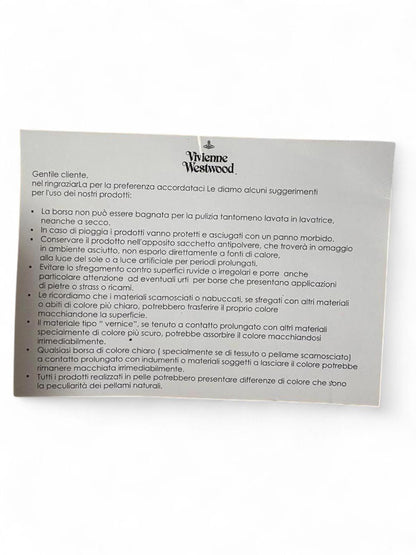 Vivienne
Westwood
Gentile cliente,
nel ringraziarLa per la preferenza accordataci Le diamo alcuni suggerimenti
per l'uso dei nostri prodotti:
• La borsa non può essere bagnata per la pulizia tantomeno lavata in lavatrice,
neanche a secco.
• In caso di pioggia i prodotti vanno protetti e asciugati con un panno morbido.
• Conservare il prodotto nell'apposito sacchetto antipolvere, che troverà in omaggio
in ambiente asciutto, non esporlo direttamente a fonti di calore,
alla luce del sole o a luce artificiale per periodi prolungati.
• Evitare lo sfregamento contro superfici ruvide o irregolari e porre anche
particolare attenzione ad eventuali urti per borse che presentano applicazioni
di pietre o strass o ricami.
• Le ricordiamo che i materiali scamosciati o nabuccati, se sfregati con altri materiali
o abiti di colore più chiaro, potrebbero trasferire il proprio colore
macchiandone la superficie.
• Il materiale tipo " vernice", se tenuto a contatto prolungato con altri materiali
specialmente di colore più scuro, potrebbe assorbire il colore macchiandosi
irrimediabilmente.
• Qualsiasi borsa di colore chiaro ( specialmente se di tessuto o pellame scamosciato)
a contatto prolungato con indumenti o materiali soggetti a lasciare il colore potrebbe
rimanere macchiata irrimediabilmente.
• Tutti i prodotti realizzati in pelle potrebbero presentare differenze di colore che sono
la peculiarità dei pellami naturali.